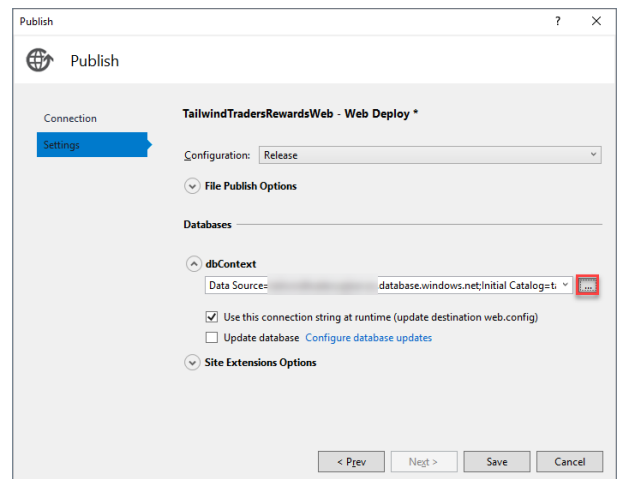 Publish
? ×
Publish
Connection
Settings
TailwindTradersRewardsWeb - Web Deploy *
Configuration: Release
File Publish Options
Databases
dbContext
Data Source= .database.windows.net;Initial Catalog=t ...
Use this connection string at runtime (update destination web.config)
Update database Configure database updates
Site Extensions Options
< Prev Next > Save Cancel